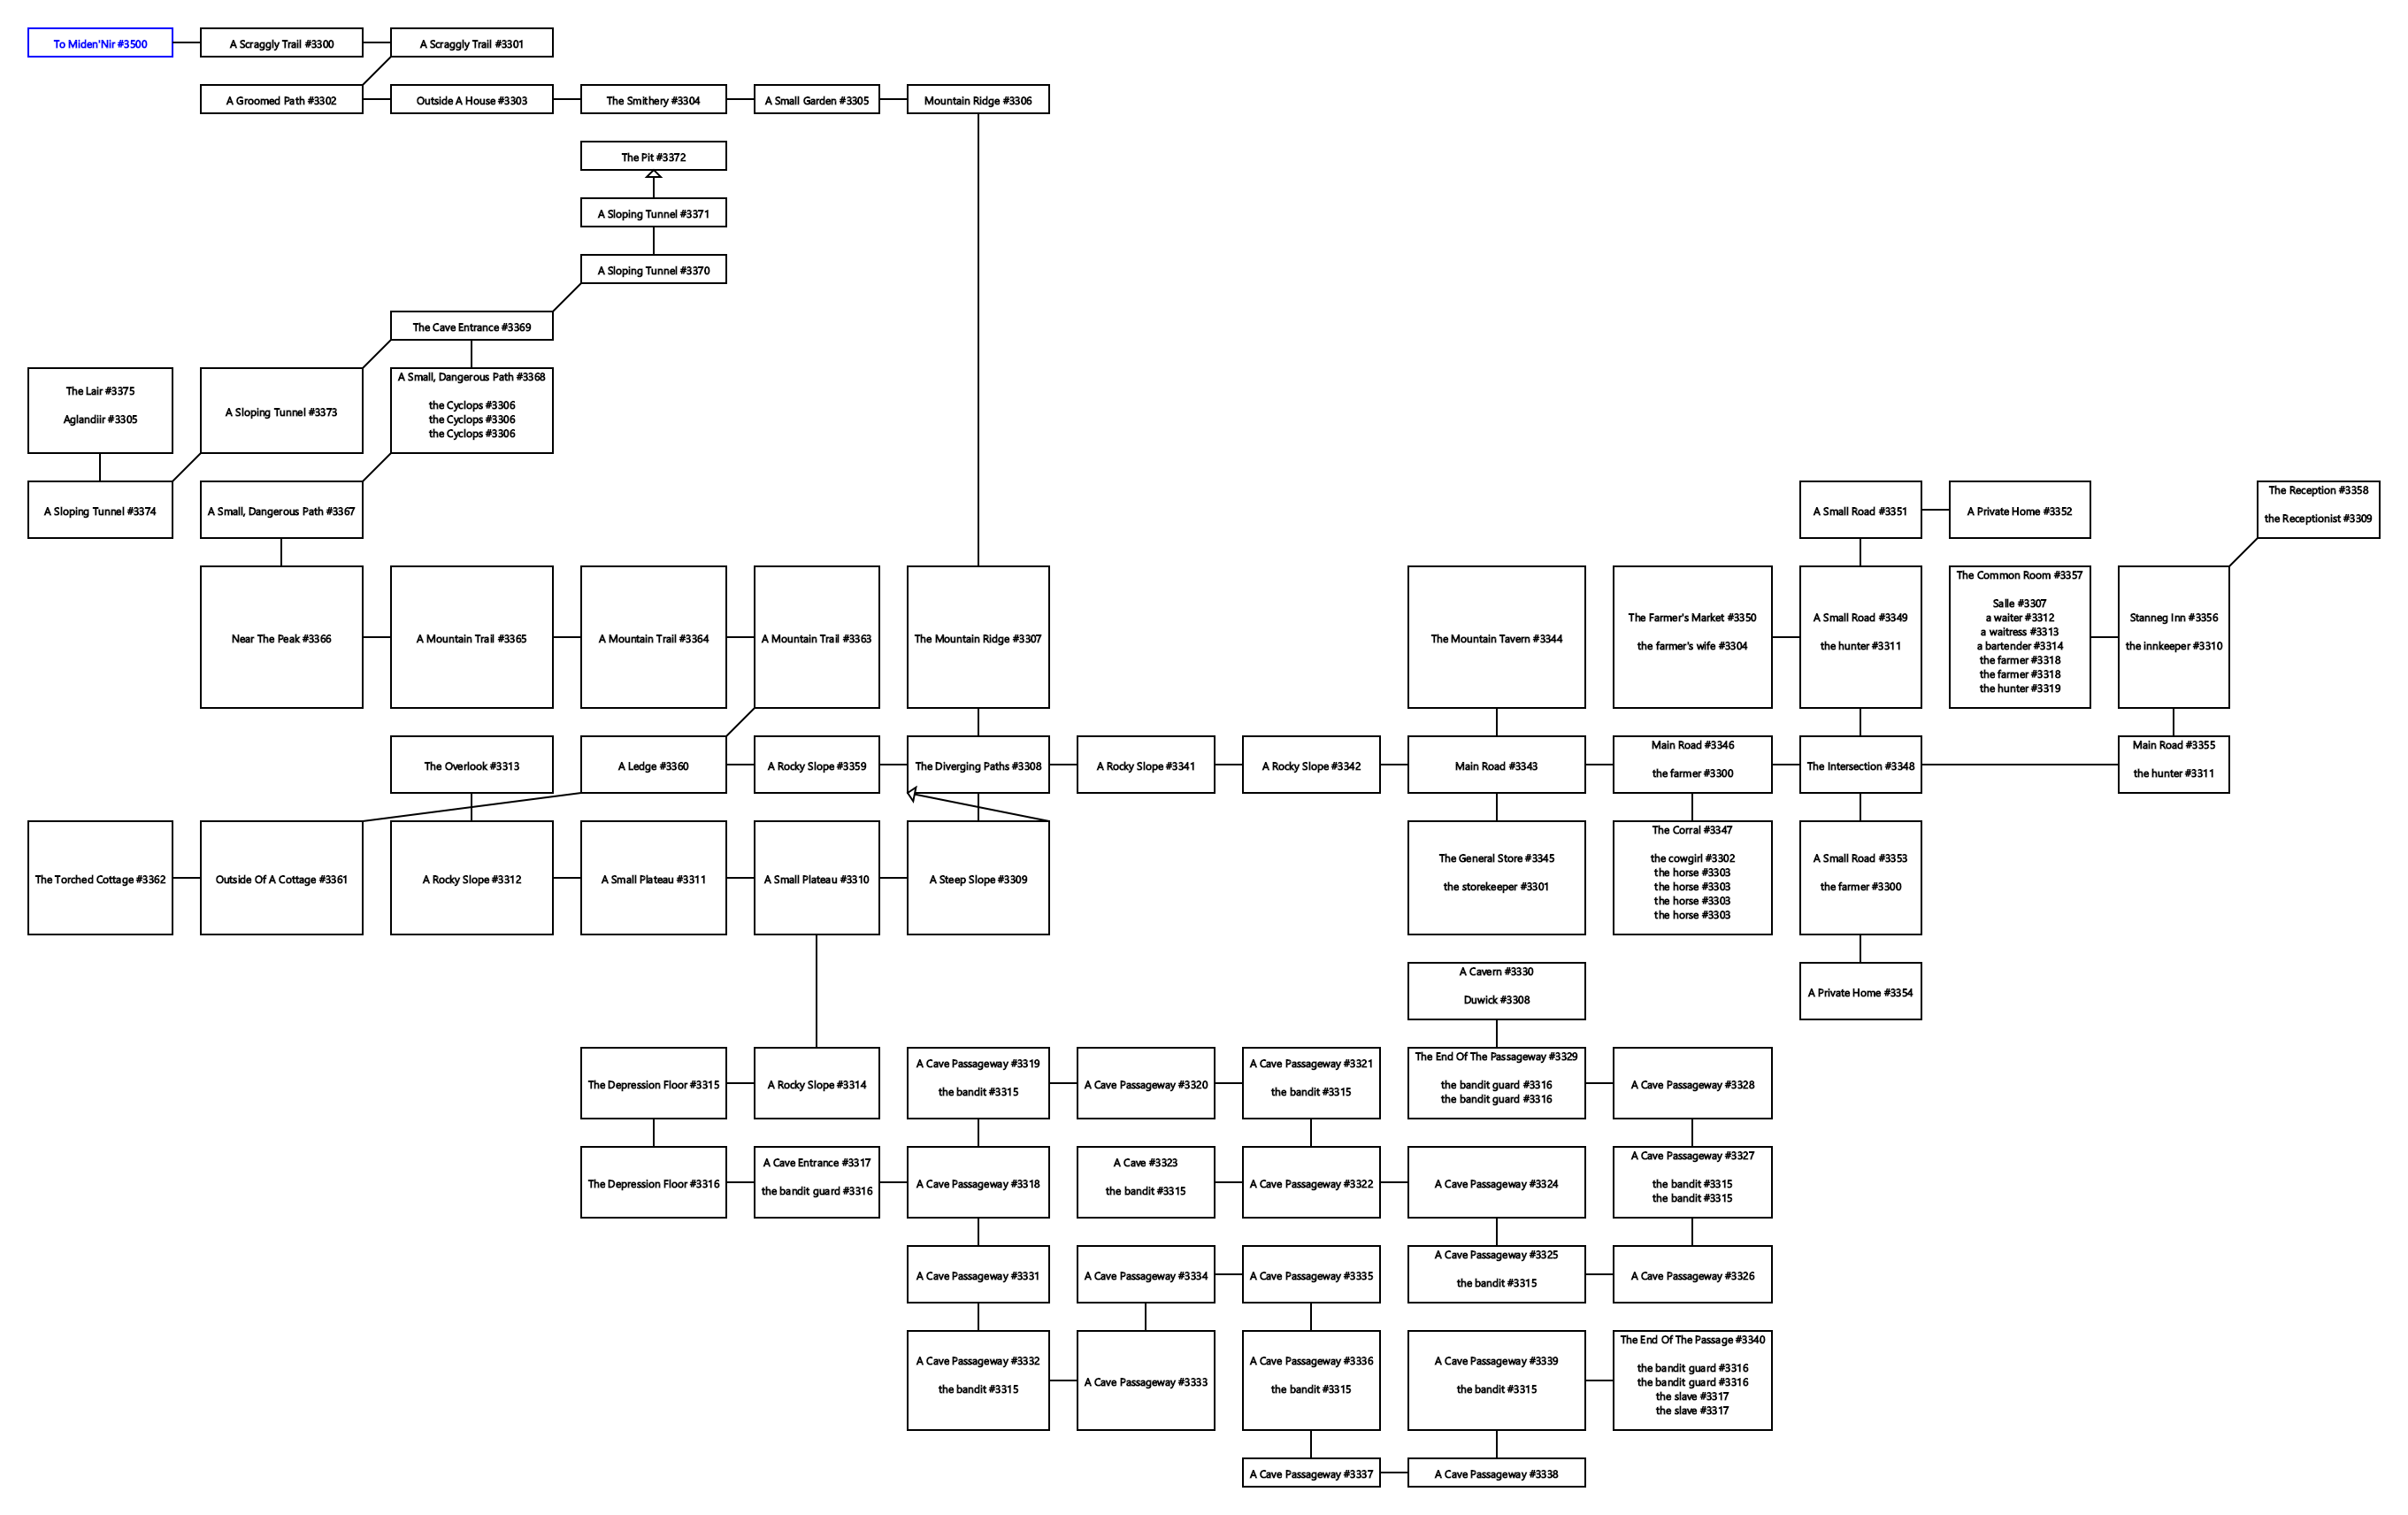 To Miden'Nir #3500
A Scraggly Trail #3300
A Scraggly Trail #3301
A Groomed Path #3302
Outside A House #3303
The Smithery #3304
A Small Garden #3305
Mountain Ridge #3306
The Pit #3372
A Sloping Tunnel #3371
A Sloping Tunnel #3370
The Cave Entrance #3369
The Lair #3375
Aglandiir #3305
A Sloping Tunnel #3373
A Small, Dangerous Path #3368
the Cyclops #3306
the Cyclops #3306
the Cyclops #3306
A Sloping Tunnel #3374
A Small, Dangerous Path #3367
A Small Road #3351
A Private Home #3352
The Reception #3358
the Receptionist #3309
Near The Peak #3366
A Mountain Trail #3365
A Mountain Trail #3364
A Mountain Trail #3363
The Mountain Ridge #3307
The Mountain Tavern #3344
The Farmer's Market #3350
the farmer's wife #3304
A Small Road #3349
the hunter #3311
The Common Room #3357
Salle #3307
a waiter #3312
a waitress #3313
a bartender #3314
the farmer #3318
the farmer #3318
the hunter #3319
Stanneg Inn #3356
the innkeeper #3310
The Overlook #3313
A Ledge #3360
A Rocky Slope #3359
The Diverging Paths #3308
A Rocky Slope #3341
A Rocky Slope #3342
Main Road #3343
Main Road #3346
the farmer #3300
The Intersection #3348
Main Road #3355
the hunter #3311
The Torched Cottage #3362
Outside Of A Cottage #3361
A Rocky Slope #3312
A Small Plateau #3311
A Small Plateau #3310
A Steep Slope #3309
The General Store #3345
the storekeeper #3301
The Corral #3347
the cowgirl #3302
the horse #3303
the horse #3303
the horse #3303
the horse #3303
A Small Road #3353
the farmer #3300
A Cavern #3330
Duwick #3308
A Private Home #3354
The Depression Floor #3315
A Rocky Slope #3314
A Cave Passageway #3319
the bandit #3315
A Cave Passageway #3320
A Cave Passageway #3321
the bandit #3315
The End Of The Passageway #3329
the bandit guard #3316
the bandit guard #3316
A Cave Passageway #3328
The Depression Floor #3316
A Cave Entrance #3317
the bandit guard #3316
A Cave Passageway #3318
A Cave #3323
the bandit #3315
A Cave Passageway #3322
A Cave Passageway #3324
A Cave Passageway #3327
the bandit #3315
the bandit #3315
A Cave Passageway #3331
A Cave Passageway #3334
A Cave Passageway #3335
A Cave Passageway #3325
the bandit #3315
A Cave Passageway #3326
A Cave Passageway #3332
the bandit #3315
A Cave Passageway #3333
A Cave Passageway #3336
the bandit #3315
A Cave Passageway #3339
the bandit #3315
The End Of The Passage #3340
the bandit guard #3316
the bandit guard #3316
the slave #3317
the slave #3317
A Cave Passageway #3337
A Cave Passageway #3338